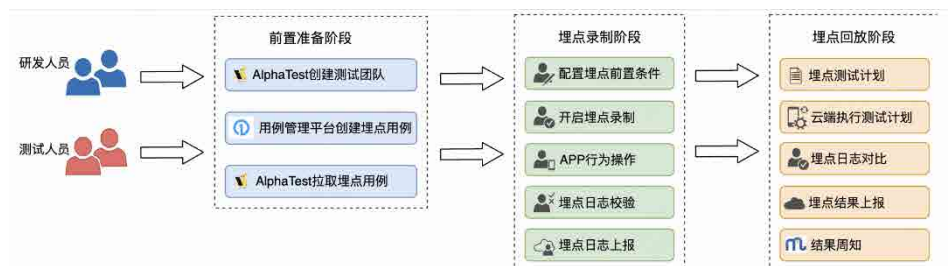 研发人员
测试人员
前置准备阶段
AlphaTest创建测试团队
用例管理平台创建埋点用例
AlphaTest拉取埋点用例
埋点录制阶段
配置埋点前置条件
开启埋点录制
APP行为操作
埋点日志校验
埋点日志上报
埋点回放阶段
埋点测试计划
云端执行测试计划
埋点日志对比
埋点结果上报
结果周知